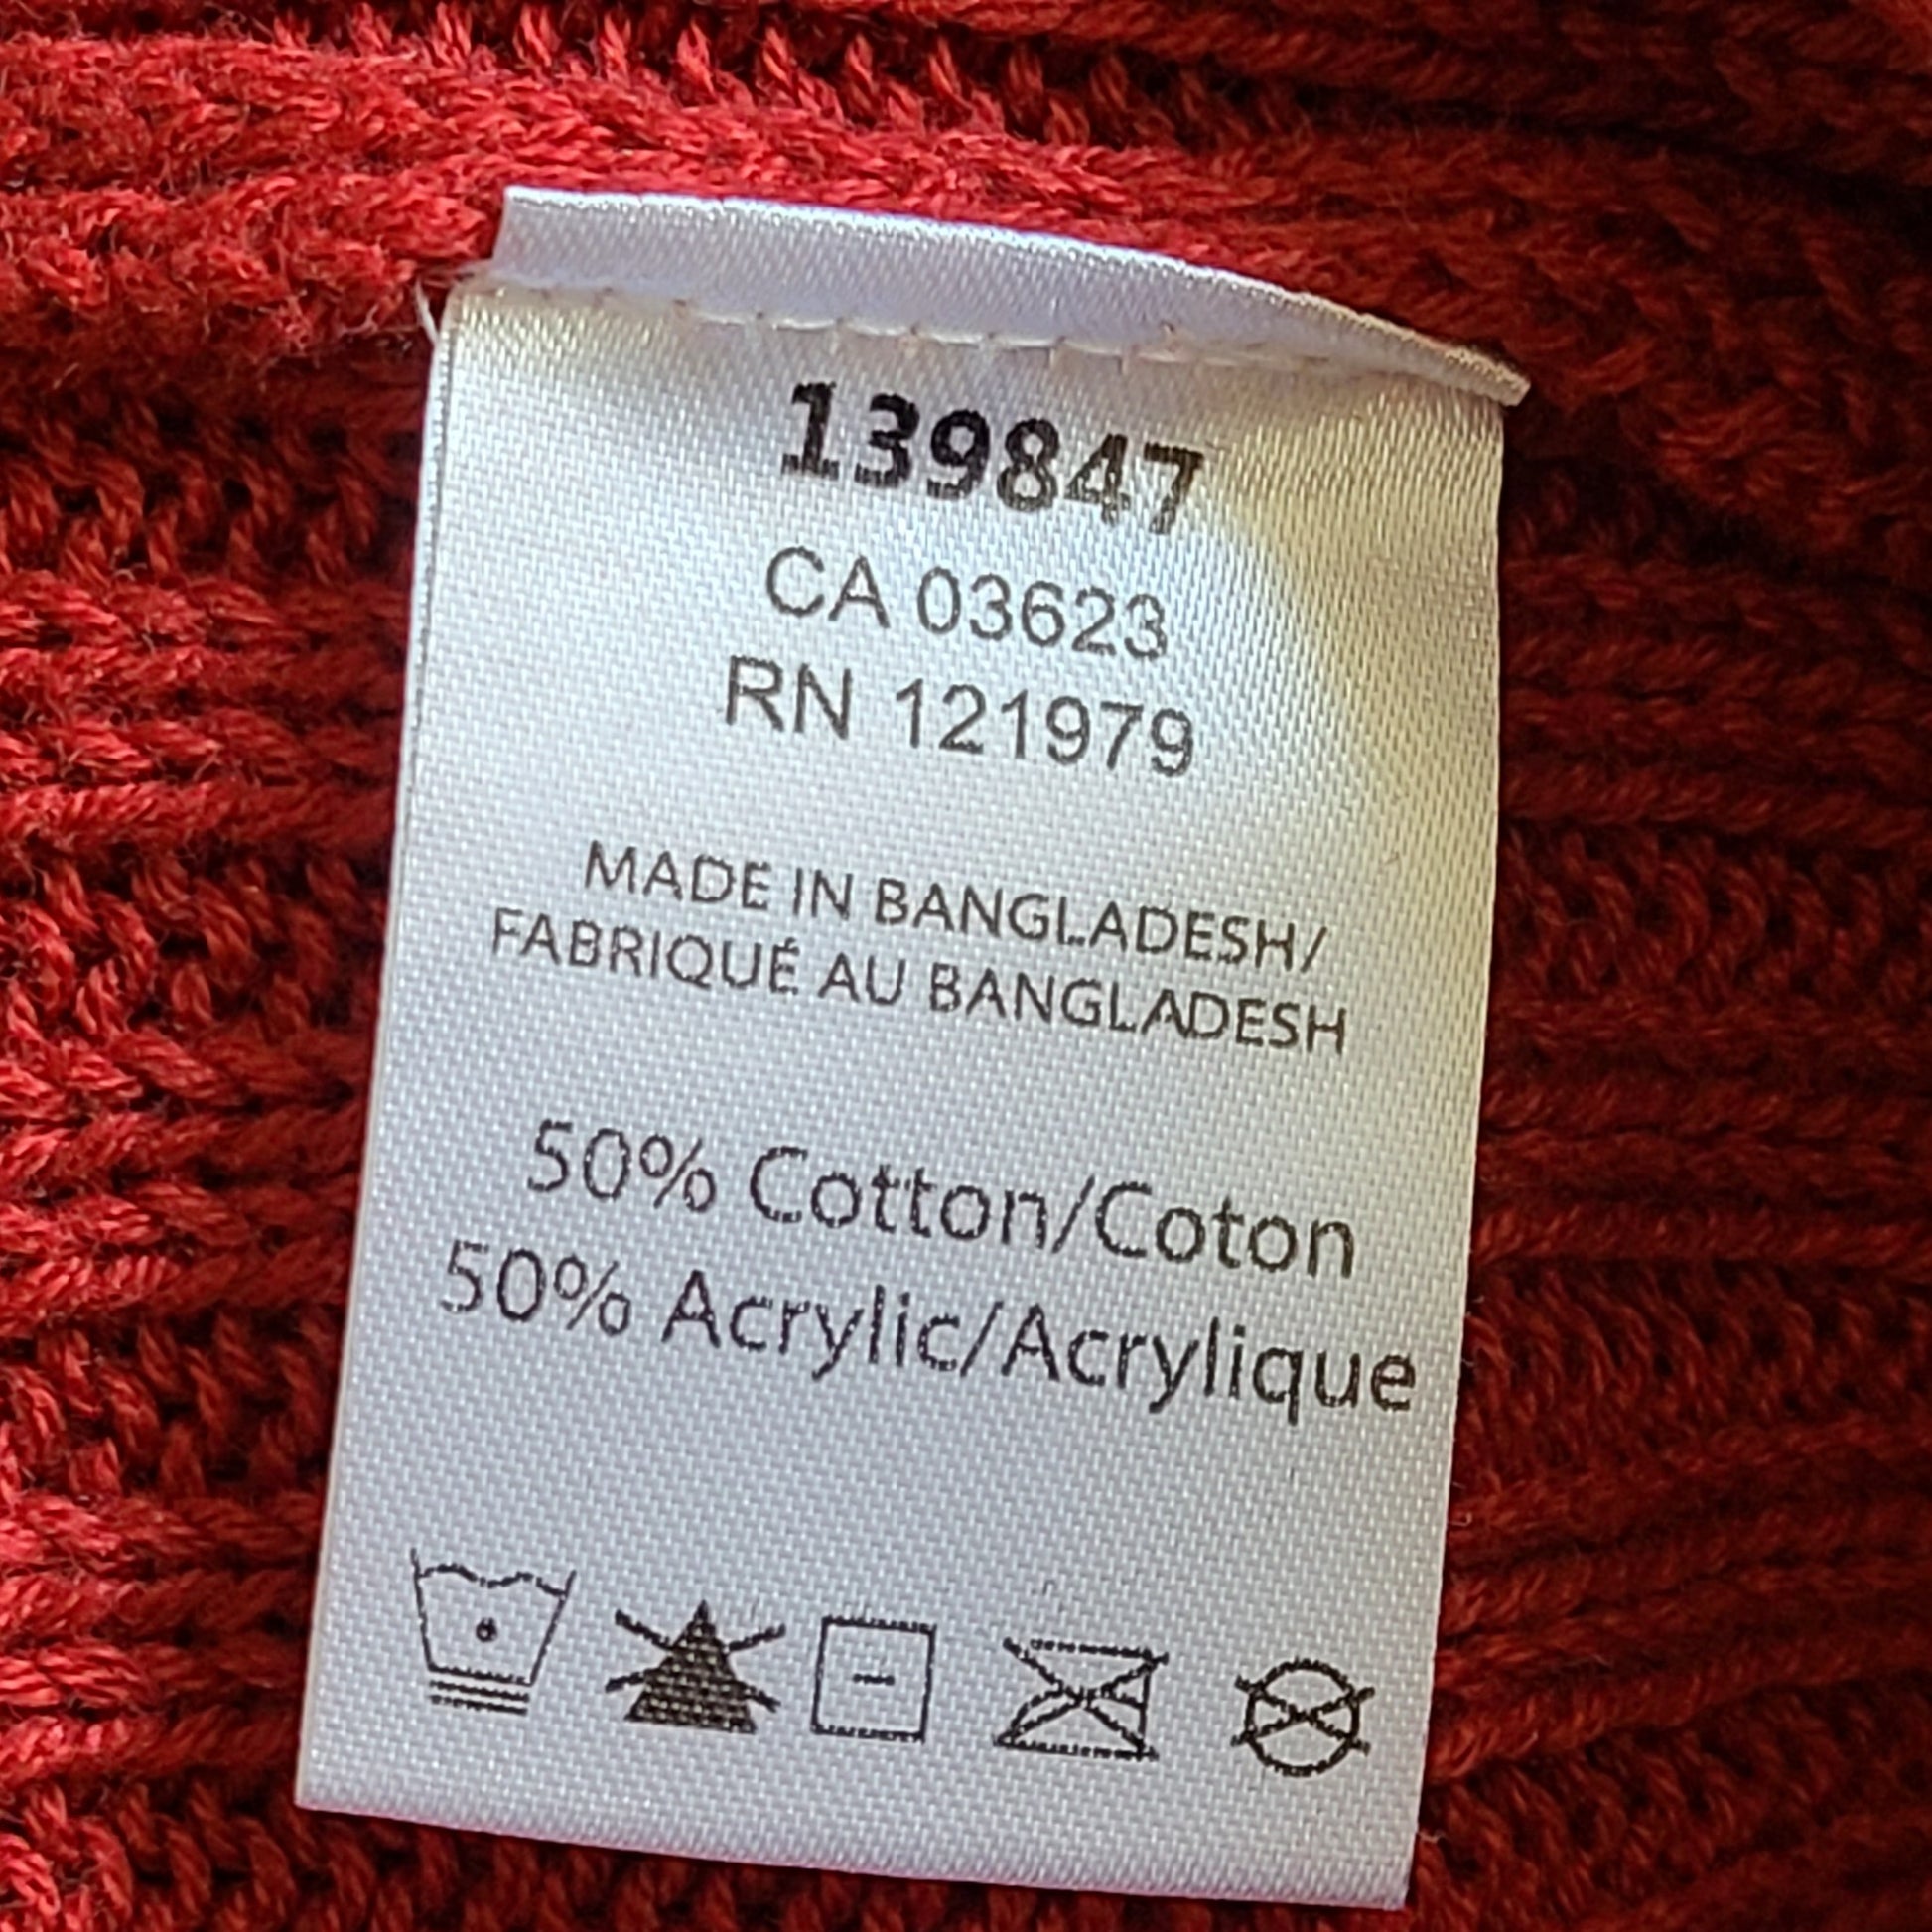 139847
CA 03623
RN 121979
MADE IN BANGLADESH/
FABRIQUÉ AU BANGLADESH
50% Cotton/Coton
50% Acrylic/Acrylique